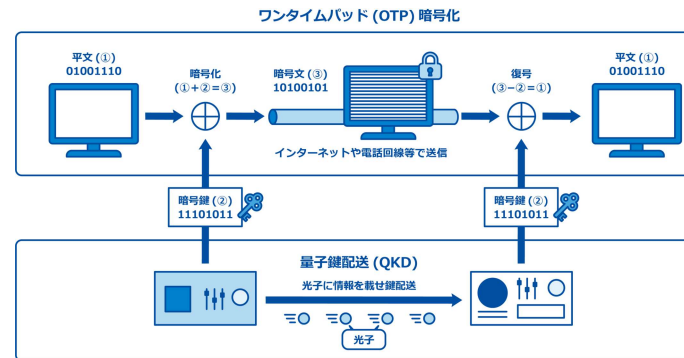 ワンタイムパッド (OTP) 暗号化
平文 (①)
01001110
暗号化
(①+②=③)
暗号文 (③)
10100101
復号
(③−②=①)
平文 (①)
01001110
インターネットや電話回線等で送信
暗号鍵 (②)
11101011
暗号鍵 (②)
11101011
量子鍵配送 (QKD)
光子に情報を載せ鍵配送
光子